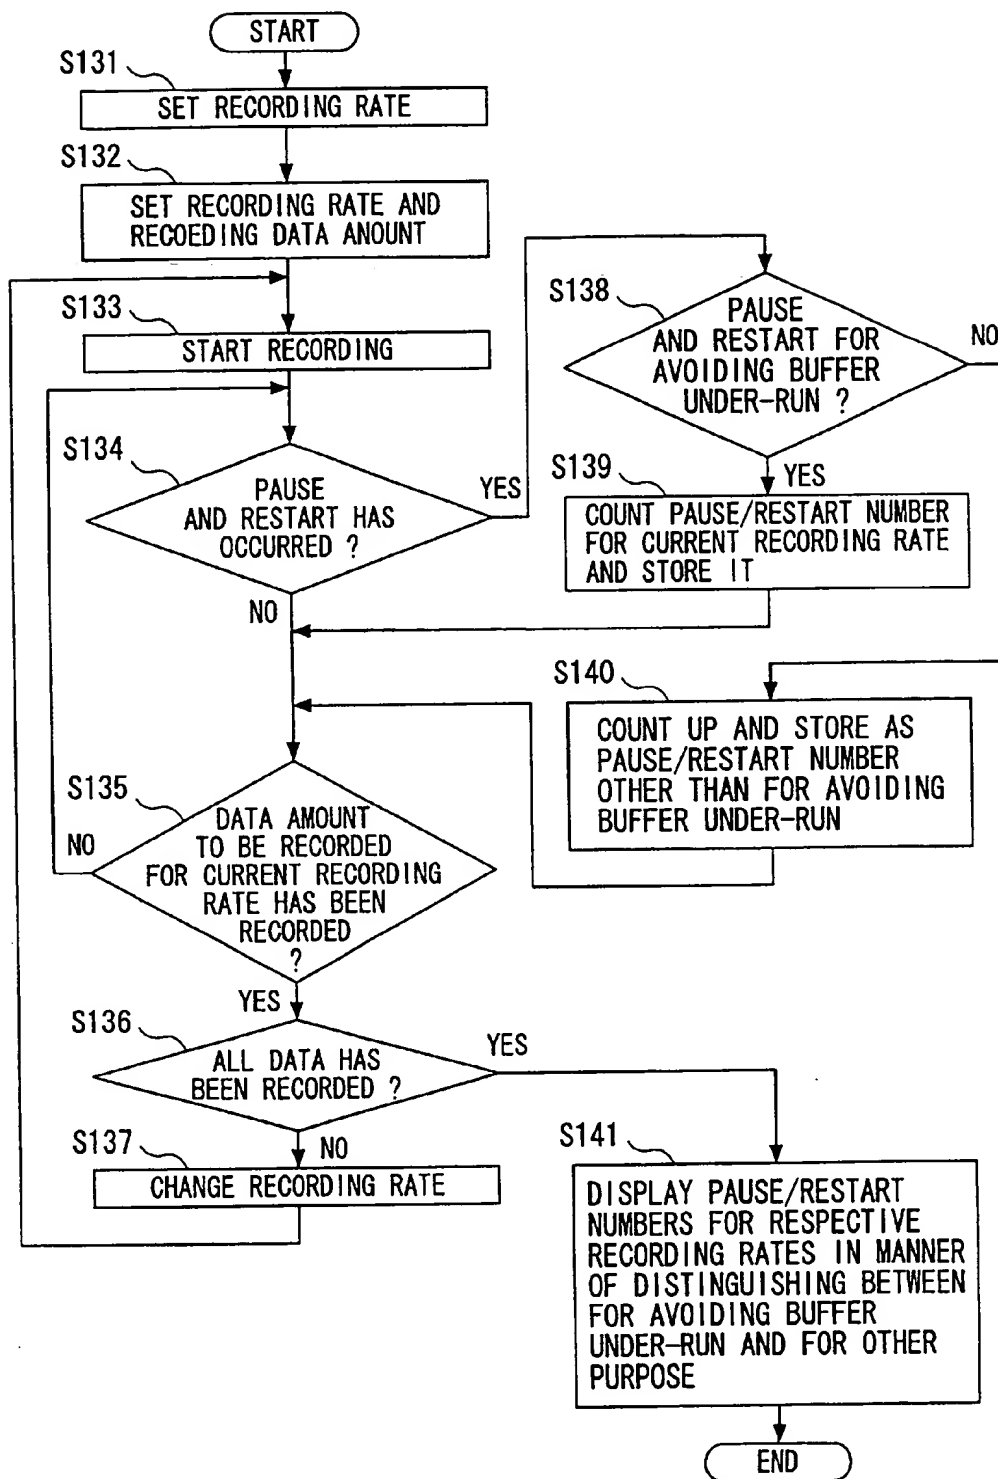 START
S131
SET RECORDING RATE
S132
SET RECORDING RATE AND
RECOEDING DATA AMOUNT
S133
START RECORDING
S134
PAUSE
AND RESTART HAS
OCCURRED ?
YES
NO
S138
PAUSE
AND RESTART FOR
AVOIDING BUFFER
UNDER-RUN ?
NO
YES
S139
COUNT PAUSE/RESTART NUMBER
FOR CURRENT RECORDING RATE
AND STORE IT
S140
COUNT UP AND STORE AS
PAUSE/RESTART NUMBER
OTHER THAN FOR AVOIDING
BUFFER UNDER-RUN
S135
DATA AMOUNT
TO BE RECORDED
FOR CURRENT RECORDING
RATE HAS BEEN
RECORDED
?
NO
YES
S136
ALL DATA HAS
BEEN RECORDED ?
YES
NO
S137
CHANGE RECORDING RATE
S141
DISPLAY PAUSE/RESTART
NUMBERS FOR RESPECTIVE
RECORDING RATES IN MANNER
OF DISTINGUISHING BETWEEN
FOR AVOIDING BUFFER
UNDER-RUN AND FOR OTHER
PURPOSE
END